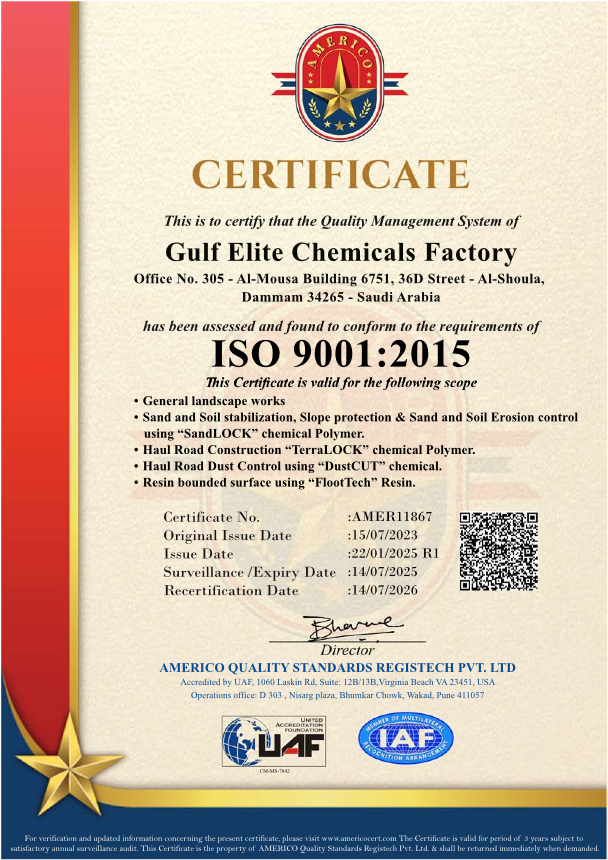 AMERICO
CERTIFICATE
This is to certify that the Quality Management System of
Gulf Elite Chemicals Factory
Office No. 305 - Al-Mousa Building 6751, 36D Street - Al-Shoula,
Dammam 34265 - Saudi Arabia
has been assessed and found to conform to the requirements of
ISO 9001:2015
This Certificate is valid for the following scope
• General landscape works
• Sand and Soil stabilization, Slope protection & Sand and Soil Erosion control
using “SandLOCK” chemical Polymer.
• Haul Road Construction “TerraLOCK” chemical Polymer.
• Haul Road Dust Control using “DustCUT” chemical.
• Resin bounded surface using “FlootTech” Resin.
Certificate No. :AMER11867
Original Issue Date :15/07/2023
Issue Date :22/01/2025 R1
Surveillance /Expiry Date :14/07/2025
Recertification Date :14/07/2026
Director
AMERICO QUALITY STANDARDS REGISTECH PVT. LTD
Accredited by UAF, 1060 Laskin Rd, Suite: 12B/13B,Virginia Beach VA 23451, USA
Operations office: D 303 , Nisarg plaza, Bhumkar Chowk, Wakad, Pune 411057
UNITED
ACCREDITATION
FOUNDATION
UAF
CM-MS-7842
MEMBER OF MULTILATERAL
IAF
RECOGNITION ARRANGEMENT
For verification and updated information concerning the present certificate, please visit www.americocert.com The Certificate is valid for period of 3 years subject to
satisfactory annual surveillance audit. This Certificate is the property of AMERICO Quality Standards Registech Pvt. Ltd. & shall be returned immediately when demanded.